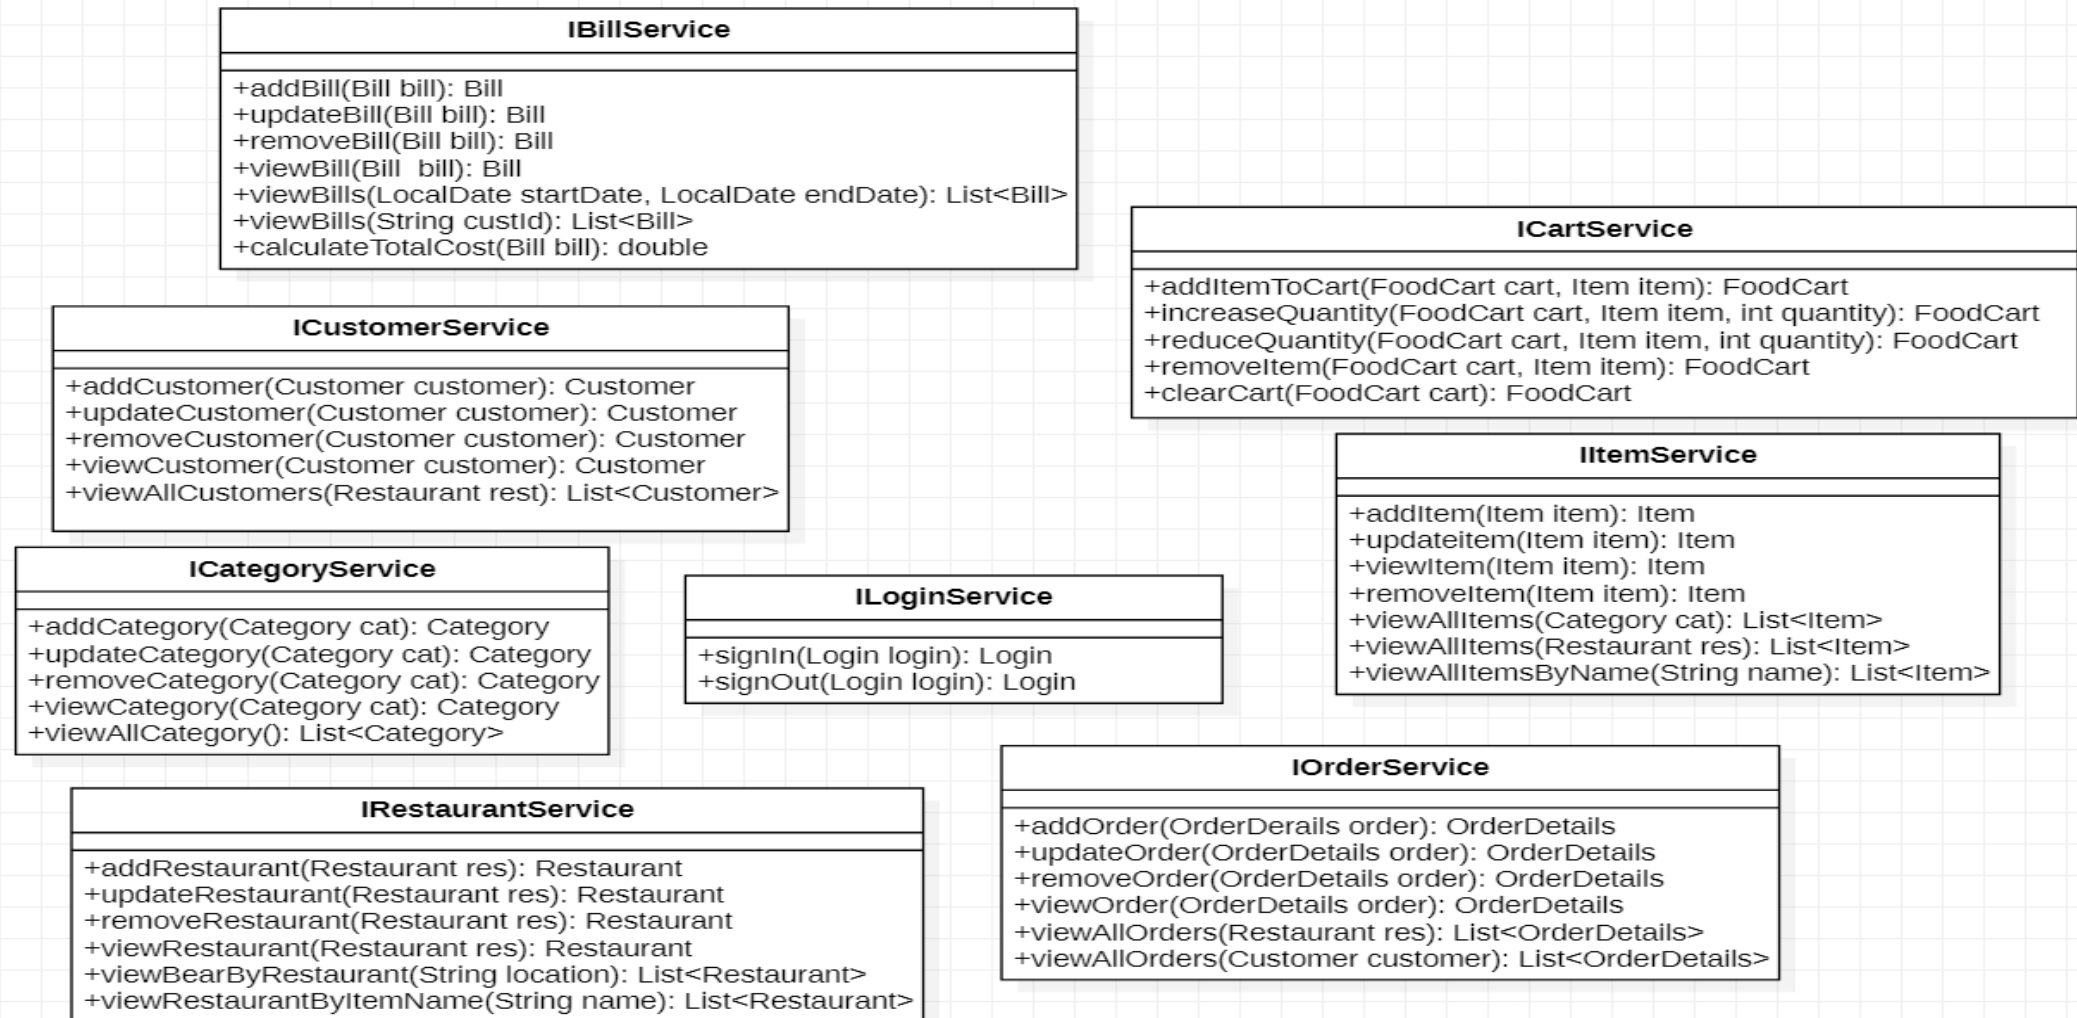 IBillService
+addBill(Bill bill): Bill
+updateBill(Bill bill): Bill
+removeBill(Bill bill): Bill
+viewBill(Bill  bill): Bill
+viewBills(LocalDate startDate, LocalDate endDate): List<Bill>
+viewBills(String custId): List<Bill>
+calculateTotalCost(Bill bill): double
ICartService
+addItemToCart(FoodCart cart, Item item): FoodCart
+increaseQuantity(FoodCart cart, Item item, int quantity): FoodCart
+reduceQuantity(FoodCart cart, Item item, int quantity): FoodCart
+removeItem(FoodCart cart, Item item): FoodCart
+clearCart(FoodCart cart): FoodCart
ICustomerService
+addCustomer(Customer customer): Customer
+updateCustomer(Customer customer): Customer
+removeCustomer(Customer customer): Customer
+viewCustomer(Customer customer): Customer
+viewAllCustomers(Restaurant rest): List<Customer>
IItemService
+addItem(Item item): Item
+updateitem(Item item): Item
+viewItem(Item item): Item
+removeItem(Item item): Item
+viewAllItems(Category cat): List<Item>
+viewAllItems(Restaurant res): List<Item>
+viewAllItemsByName(String name): List<Item>
ICategoryService
+addCategory(Category cat): Category
+updateCategory(Category cat): Category
+removeCategory(Category cat): Category
+viewCategory(Category cat): Category
+viewAllCategory(): List<Category>
ILoginService
+signIn(Login login): Login
+signOut(Login login): Login
IOrderService
+addOrder(OrderDerails order): OrderDetails
+updateOrder(OrderDetails order): OrderDetails
+removeOrder(OrderDetails order): OrderDetails
+viewOrder(OrderDetails order): OrderDetails
+viewAllOrders(Restaurant res): List<OrderDetails>
+viewAllOrders(Customer customer): List<OrderDetails>
IRestaurantService
+addRestaurant(Restaurant res): Restaurant
+updateRestaurant(Restaurant res): Restaurant
+removeRestaurant(Restaurant res): Restaurant
+viewRestaurant(Restaurant res): Restaurant
+viewBearByRestaurant(String location): List<Restaurant>
+viewRestaurantByItemName(String name): List<Restaurant>